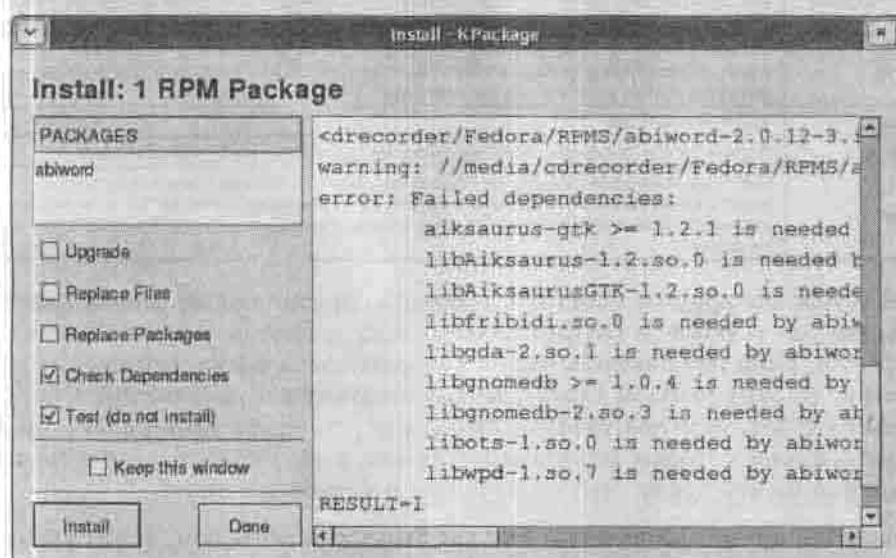 Install - KPackage
Install: 1 RPM Package
PACKAGES
abiword
Upgrade
Replace Files
Replace Packages
Check Dependencies
Test (do not install)
Keep this window
Install
Done
<drecorder/Fedora/RPMS/abiword-2.0.12-3.
warning: //media/cdrecorder/Fedora/RPMS/a
error: Failed dependencies:
aiksaurus-gtk >= 1.2.1 is needed
libAiksaurus-1.2.so.0 is needed
libAiksaurusGTK-1.2.so.0 is neede
libfribidi.so.0 is needed by abiw
libgda-2.so.1 is needed by abiwor
libgnomedb >= 1.0.4 is needed by
libgnomedb-2.so.3 is needed by ab
libots-1.so.0 is needed by abiwor
libwpd-1.so.7 is needed by abiwor
RESULT=1